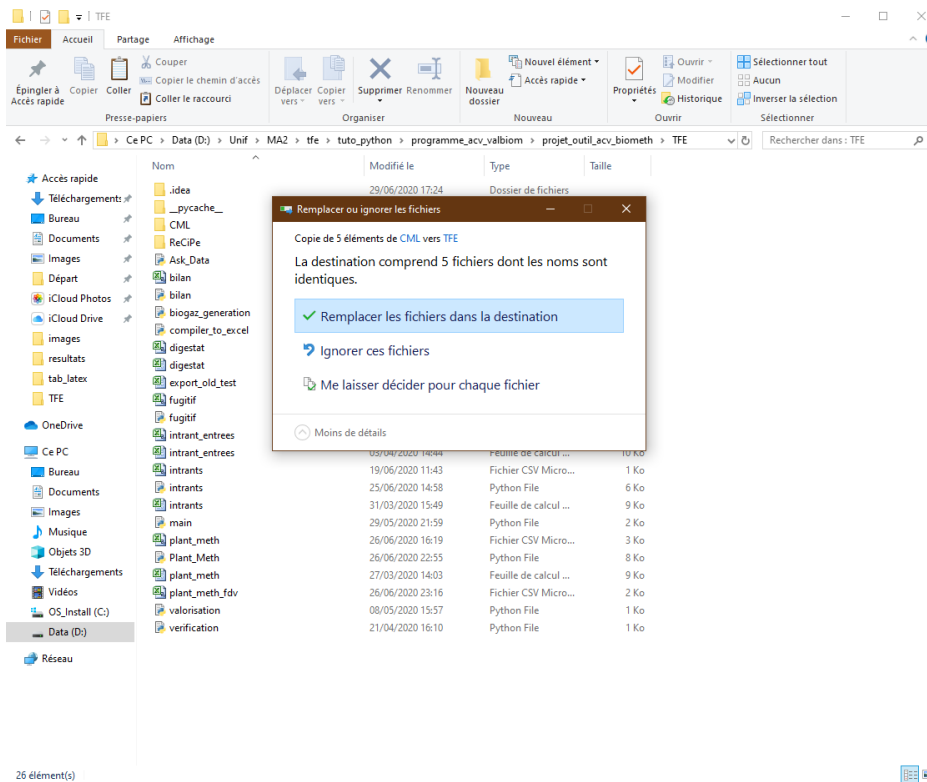 TFE
Fichier Accueil Partage Affichage
Épingler à Accès rapide
Copier
Coller
Couper
Copier le chemin d'accès
Coller le raccourci
Presse-papiers
Déplacer vers
Copier vers
Supprimer
Renommer
Organiser
Nouveau dossier
Nouvel élément
Accès rapide
Nouveau
Propriétés
Ouvrir
Modifier
Historique
Ouvrir
Sélectionner tout
Aucun
Inverser la sélection
Sélectionner
Ce PC > Data (D:) > Unif > MA2 > tfe > tuto_python > programme_acv_valbiom > projet_outil_acv_biometh > TFE
Rechercher dans : TFE
Accès rapide
Téléchargements
Bureau
Documents
Images
Départ
iCloud Photos
iCloud Drive
images
resultats
tab_latex
TFE
OneDrive
Ce PC
Bureau
Documents
Images
Musique
Objets 3D
Téléchargements
Vidéos
OS_Install (C:)
Data (D:)
Réseau
Nom Modifié le Type Taille
.idea 29/06/2020 17:24 Dossier de fichiers
__pycache__
CML
ReCiPe
Ask_Data
bilan
bilan
biogaz_generation
compiler_to_excel
digestat
digestat
export_old_test
fugitif
fugitif
intrant_entrees
intrant_entrees 03/04/2020 14:44 Feuille de calcul ... 10 Ko
intrants 19/06/2020 11:43 Fichier CSV Micro... 1 Ko
intrants 25/06/2020 14:58 Python File 6 Ko
intrants 31/03/2020 15:49 Feuille de calcul ... 9 Ko
main 29/05/2020 21:59 Python File 2 Ko
plant_meth 26/06/2020 16:19 Fichier CSV Micro... 3 Ko
Plant_Meth 26/06/2020 22:55 Python File 8 Ko
plant_meth 27/03/2020 14:03 Feuille de calcul ... 9 Ko
plant_meth_fdv 26/06/2020 23:16 Fichier CSV Micro... 2 Ko
valorisation 08/05/2020 15:57 Python File 1 Ko
verification 21/04/2020 16:10 Python File 1 Ko
Remplacer ou ignorer les fichiers
Copie de 5 éléments de CML vers TFE
La destination comprend 5 fichiers dont les noms sont
identiques.
Remplacer les fichiers dans la destination
Ignorer ces fichiers
Me laisser décider pour chaque fichier
Moins de détails
26 élément(s)